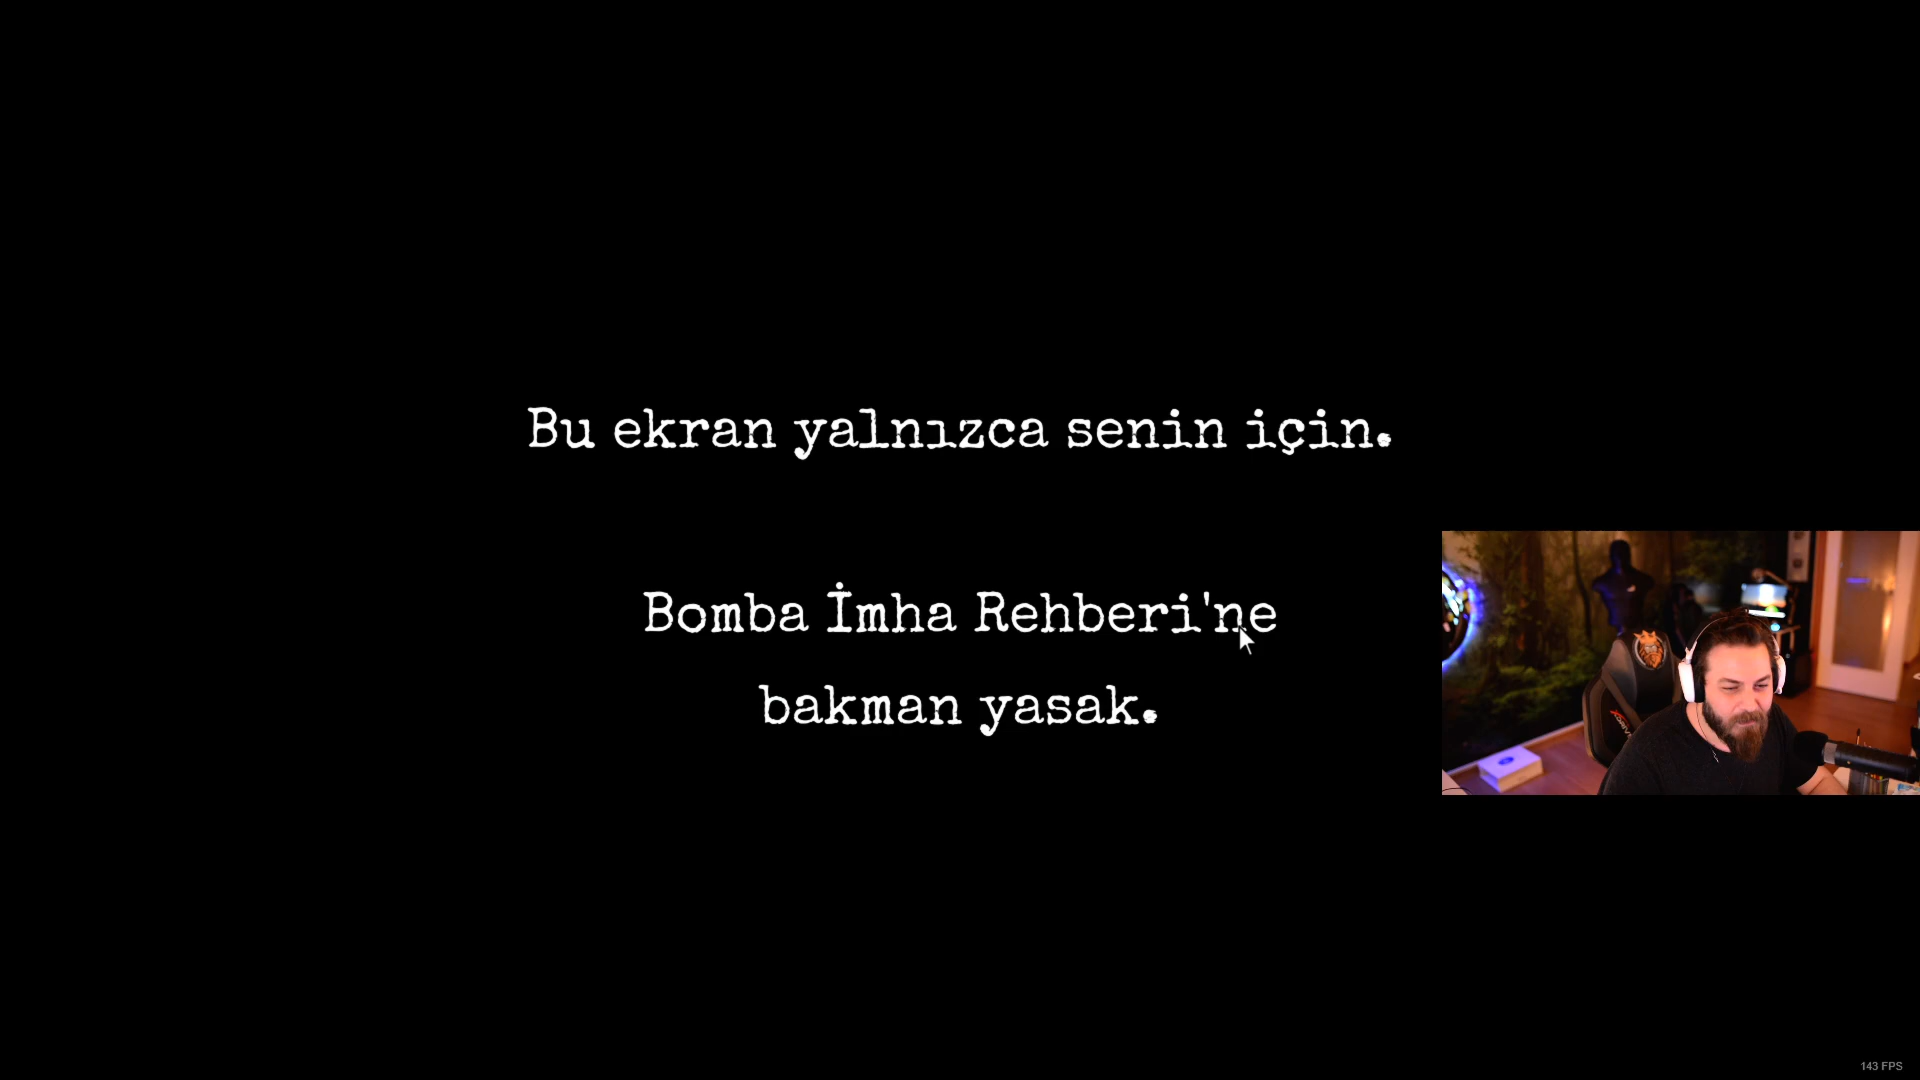 Bu ekran yalnızca senin için.
Bomba İmha Rehberi'ne
bakman yasak.
143 FPS